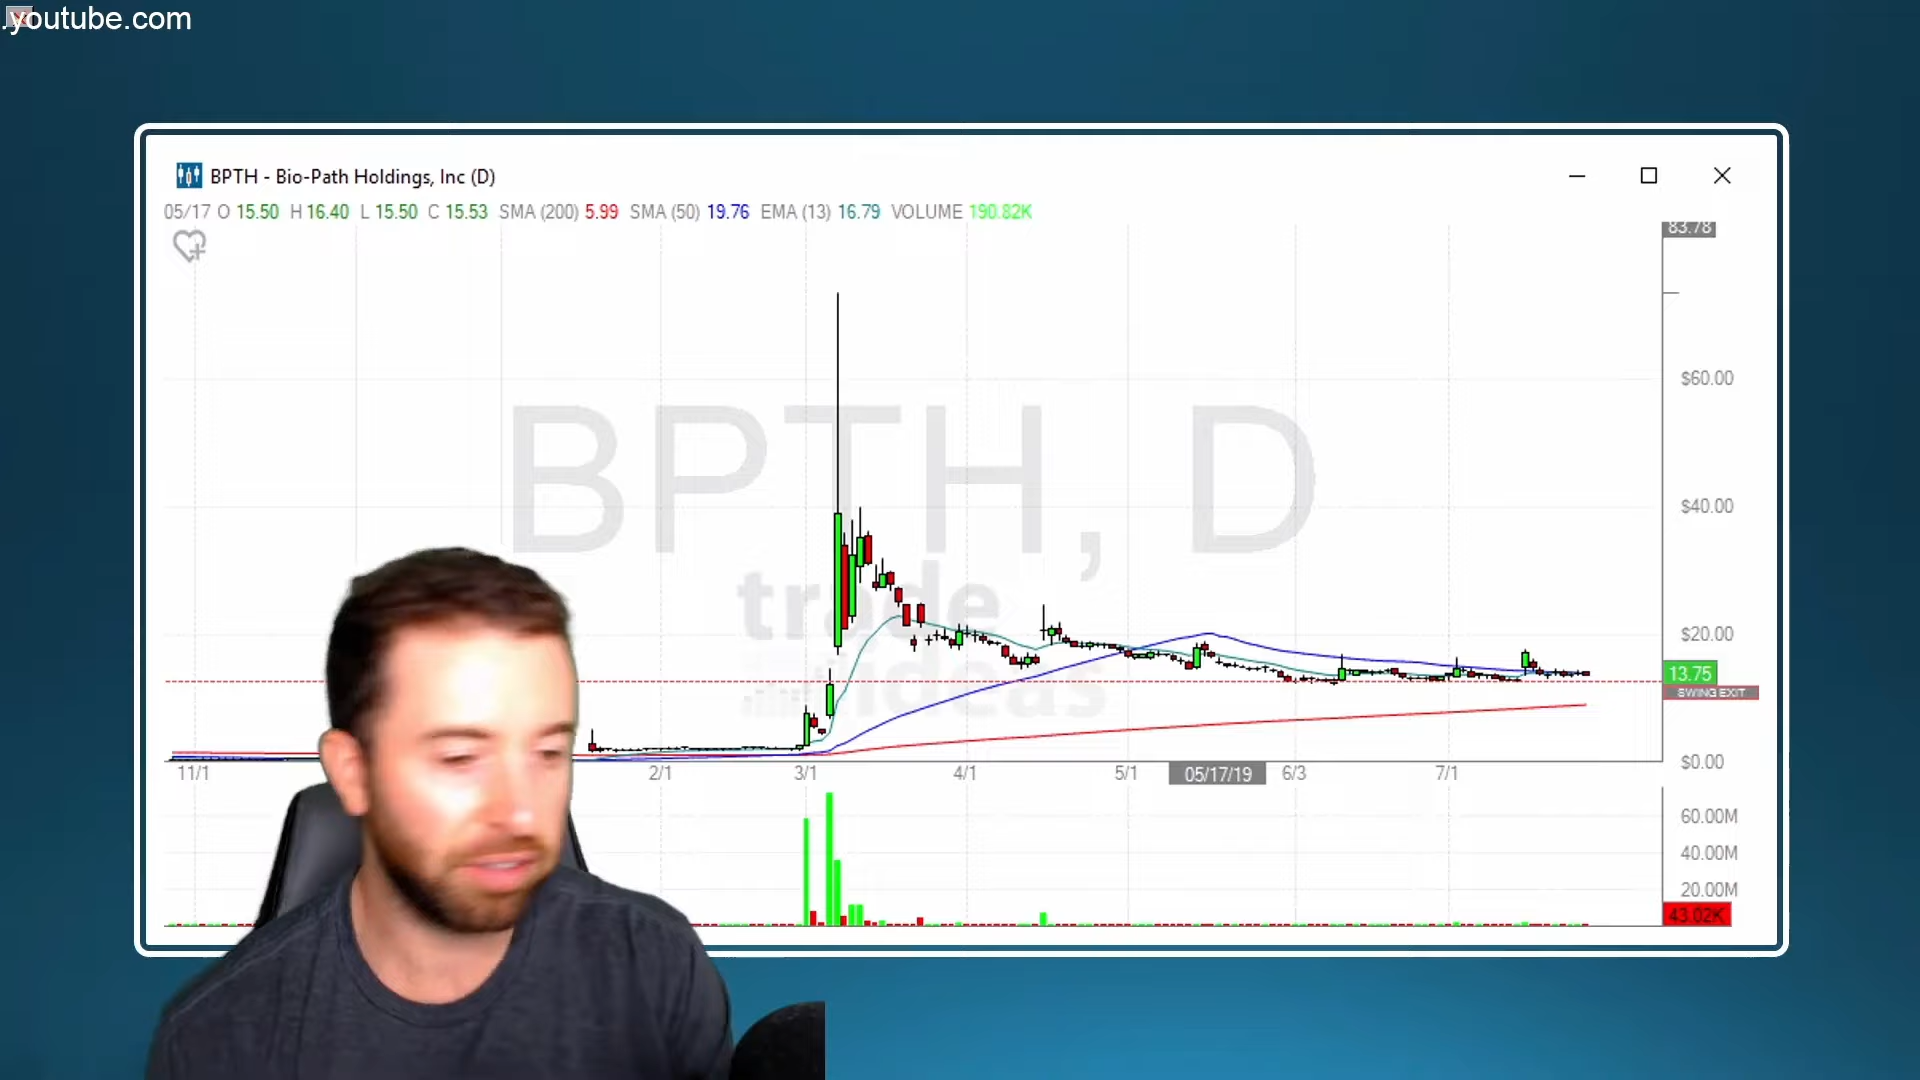 .youtube.com
BPTH - Bio-Path Holdings, Inc (D)
05/17 O 15.50 H 16.40 L 15.50 C 15.53 SMA (200) 5.99 SMA (50) 19.76 EMA (13) 16.79 VOLUME 190.82K
83.78
$60.00
BPTH, D
$40.00
trade
ideas
$20.00
13.75
SWING EXIT
$0.00
11/1 2/1 3/1 4/1 5/1 05/17/19 6/3 7/1
60.00M
40.00M
20.00M
43.02K